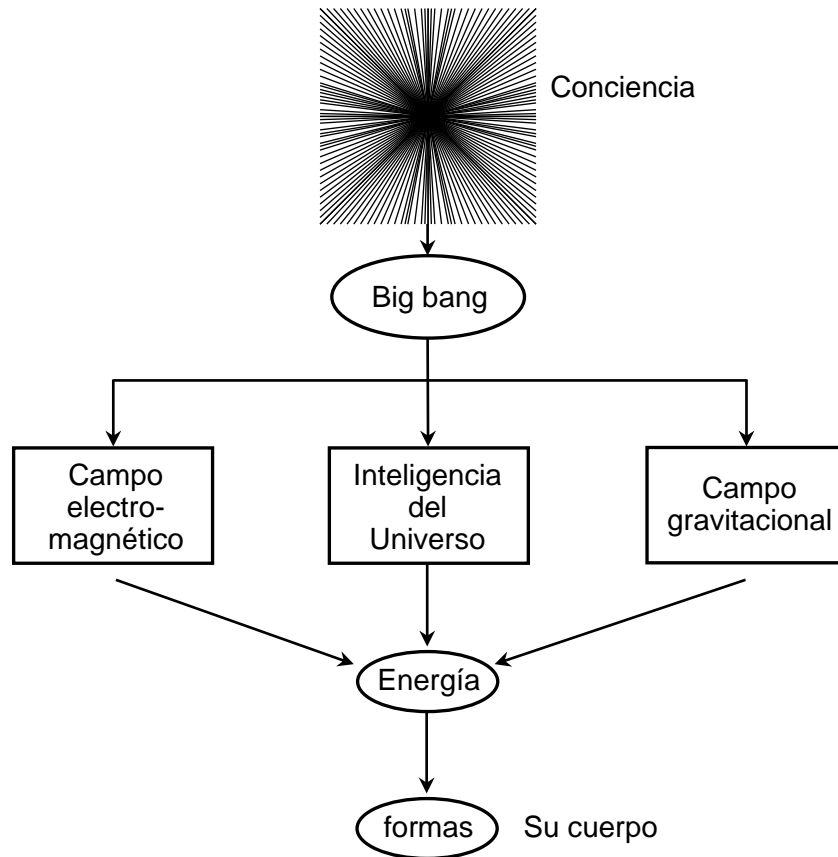 Conciencia
Big bang
Campo
electro-
magnético
Inteligencia
del
Universo
Campo
gravitacional
Energía
formas
Su cuerpo